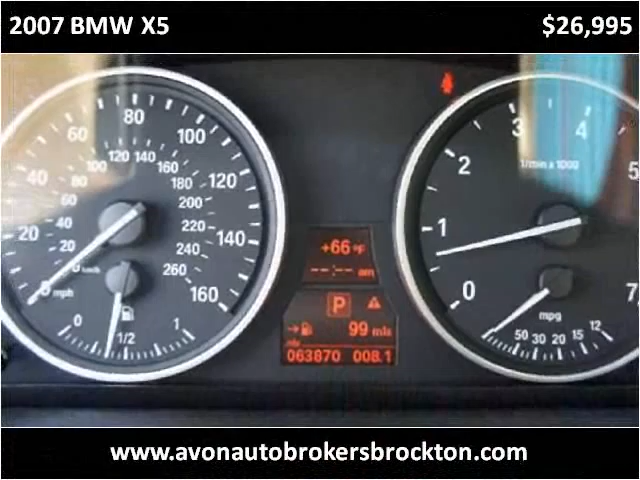 2007 BMW X5 $26,995
20 40 60 80 100 120 140 160
20 40 60 80 100 120 140 160 180 200 220 240 260
km/h
mph
0 1/2 1
+66 °F
--:-- am
P
99 mls
mls
063870 008.1
0 1 2 3 4 5 7
1/min x 1000
mpg
50 30 20 15 12
www.avonautobrokersbrockton.com